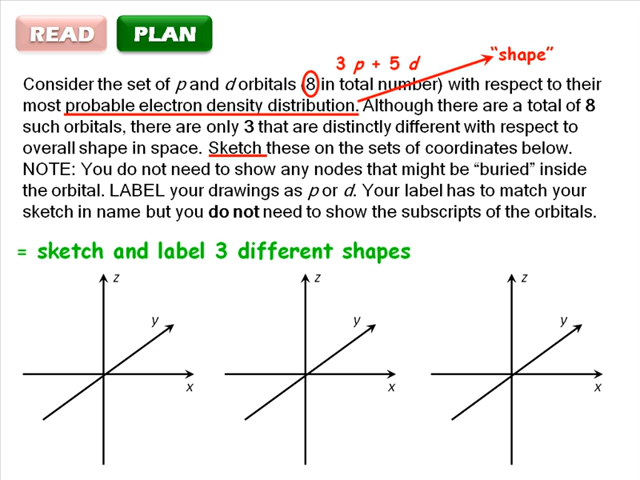 READ PLAN
3 p + 5 d
"shape"
Consider the set of p and d orbitals (8 in total number) with respect to their
most probable electron density distribution. Although there are a total of 8
such orbitals, there are only 3 that are distinctly different with respect to
overall shape in space. Sketch these on the sets of coordinates below.
NOTE: You do not need to show any nodes that might be "buried" inside
the orbital. LABEL your drawings as p or d. Your label has to match your
sketch in name but you do not need to show the subscripts of the orbitals.
= sketch and label 3 different shapes
z z z
y y y
x x x